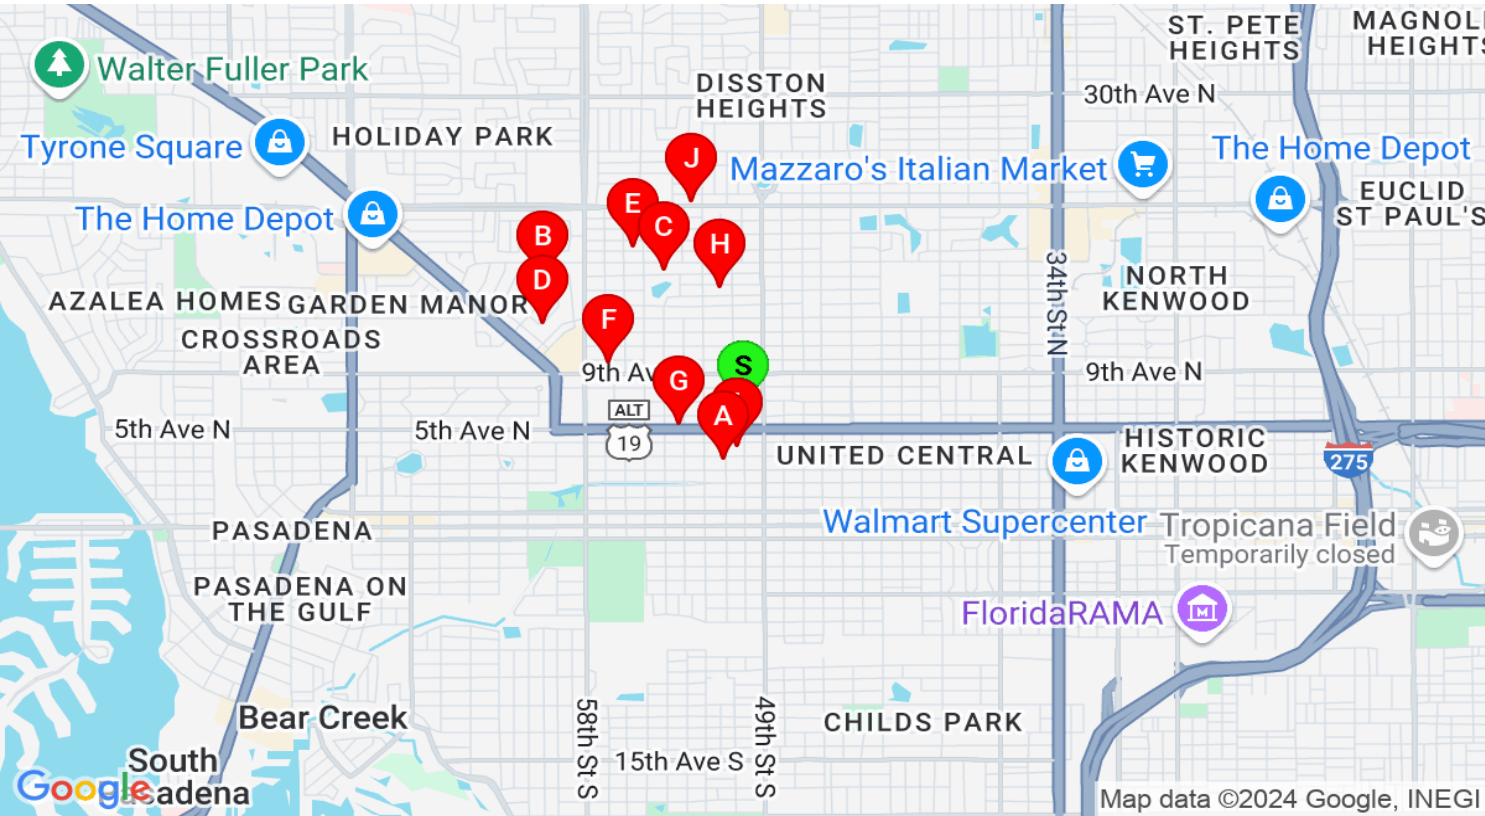 ST. PETE
HEIGHTS
MAGNOL
HEIGHTS
Walter Fuller Park
DISSTON
HEIGHTS
30th Ave N
HOLIDAY PARK
Tyrone Square
J
Mazzaro's Italian Market
The Home Depot
E
C
H
B
The Home Depot
EUCLID
ST PAUL'S
D
34th St N
NORTH
KENWOOD
AZALEA HOMES
GARDEN MANOR
F
CROSSROADS
AREA
S
9th Av
G
9th Ave N
ALT
19
A
5th Ave N
5th Ave N
UNITED CENTRAL
HISTORIC
KENWOOD
275
PASADENA
Walmart Supercenter
Tropicana Field
Temporarily closed
PASADENA ON
THE GULF
FloridaRAMA
Bear Creek
58th St S
49th St S
CHILDS PARK
15th Ave S
South
Google
sadena
Map data ©2024 Google, INEGI